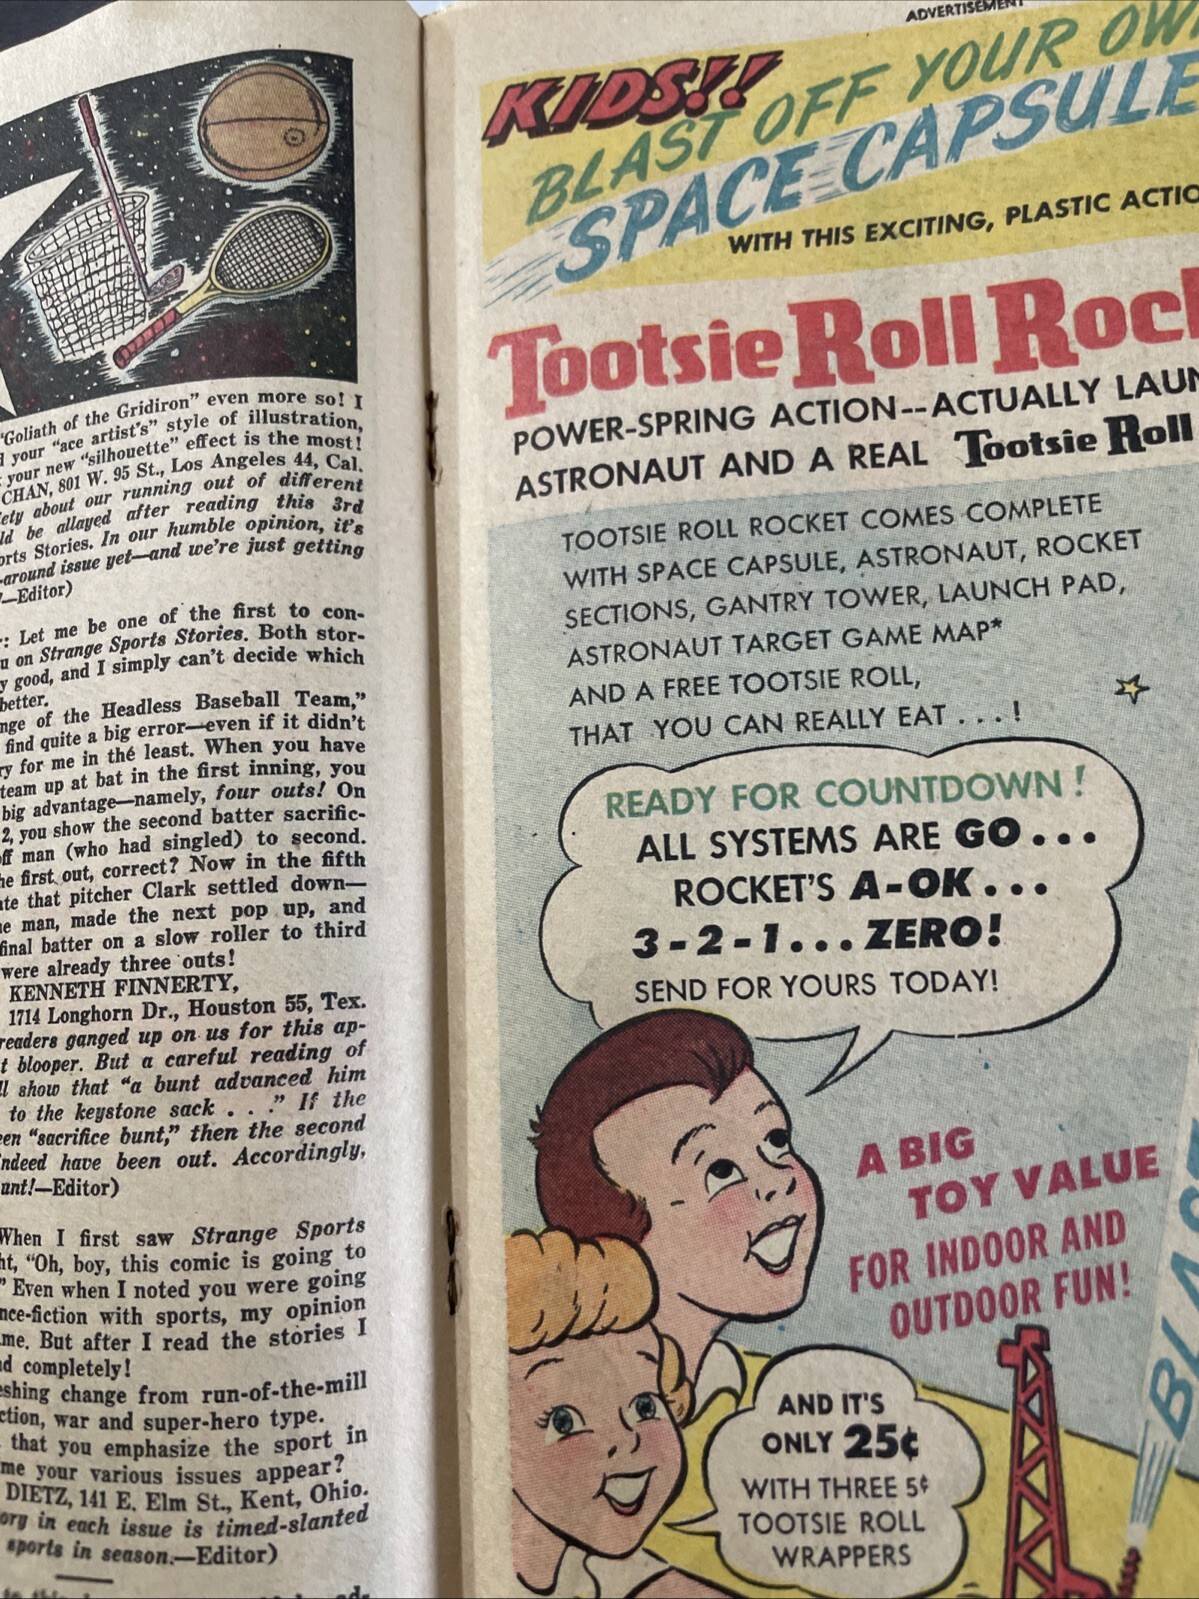 "Goliath of the Gridiron" even more so! I
your "ace artist's" style of illustration,
your new "silhouette" effect is the most!
CHAN, 801 W. 95 St., Los Angeles 44, Cal.
about our running out of different
be allayed after reading this 3rd
Stories. In our humble opinion, it's
-around issue yet—and we're just getting
—Editor)
: Let me be one of the first to con-
on Strange Sports Stories. Both stor-
good, and I simply can't decide which
better.
of the Headless Baseball Team,"
find quite a big error—even if it didn't
for me in the least. When you have
team up at bat in the first inning, you
big advantage—namely, four outs! On
2, you show the second batter sacrific-
man (who had singled) to second.
first out, correct? Now in the fifth
that pitcher Clark settled down—
man, made the next pop up, and
final batter on a slow roller to third
were already three outs!
KENNETH FINNERTY,
1714 Longhorn Dr., Houston 55, Tex.
readers ganged up on us for this ap-
blooper. But a careful reading of
show that "a bunt advanced him
to the keystone sack . . ." If the
"sacrifice bunt," then the second
indeed have been out. Accordingly,
—Editor)
When I first saw Strange Sports
"Oh, boy, this comic is going to
" Even when I noted you were going
with sports, my opinion
But after I read the stories I
completely!
change from run-of-the-mill
war and super-hero type.
that you emphasize the sport in
me your various issues appear?
DIETZ, 141 E. Elm St., Kent, Ohio.
in each issue is timed-slanted
sports in season.—Editor)
ADVERTISEMENT
KIDS!!
BLAST OFF YOUR OWN
SPACE CAPSULE
WITH THIS EXCITING, PLASTIC ACTIO
Tootsie Roll Rock
POWER-SPRING ACTION--ACTUALLY LAUN
ASTRONAUT AND A REAL Tootsie Roll
TOOTSIE ROLL ROCKET COMES COMPLETE
WITH SPACE CAPSULE, ASTRONAUT, ROCKET
SECTIONS, GANTRY TOWER, LAUNCH PAD,
ASTRONAUT TARGET GAME MAP*
AND A FREE TOOTSIE ROLL,
THAT YOU CAN REALLY EAT . . . !
READY FOR COUNTDOWN !
ALL SYSTEMS ARE GO . . .
ROCKET'S A-OK . . .
3-2-1 . . . ZERO!
SEND FOR YOURS TODAY!
A BIG
TOY VALUE
FOR INDOOR AND
OUTDOOR FUN!
BLA
AND IT'S
ONLY 25¢
WITH THREE 5¢
TOOTSIE ROLL
WRAPPERS